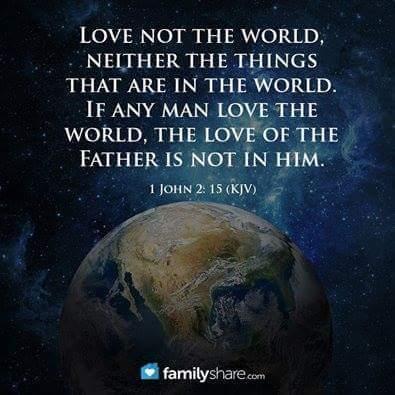 Love not the world,
neither the things
that are in the world.
If any man love the
world, the love of the
Father is not in him.
1 John 2: 15 (KJV)
familyshare.com